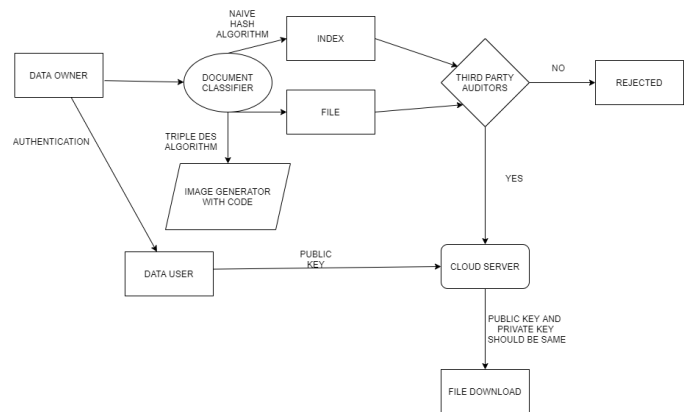 NAIVE
HASH
ALGORITHM
INDEX
DATA OWNER
DOCUMENT
CLASSIFIER
THIRD PARTY
AUDITORS
NO
REJECTED
FILE
AUTHENTICATION
TRIPLE DES
ALGORITHM
IMAGE GENERATOR
WITH CODE
YES
DATA USER
PUBLIC
KEY
CLOUD SERVER
PUBLIC KEY AND
PRIVATE KEY
SHOULD BE SAME
FILE DOWNLOAD